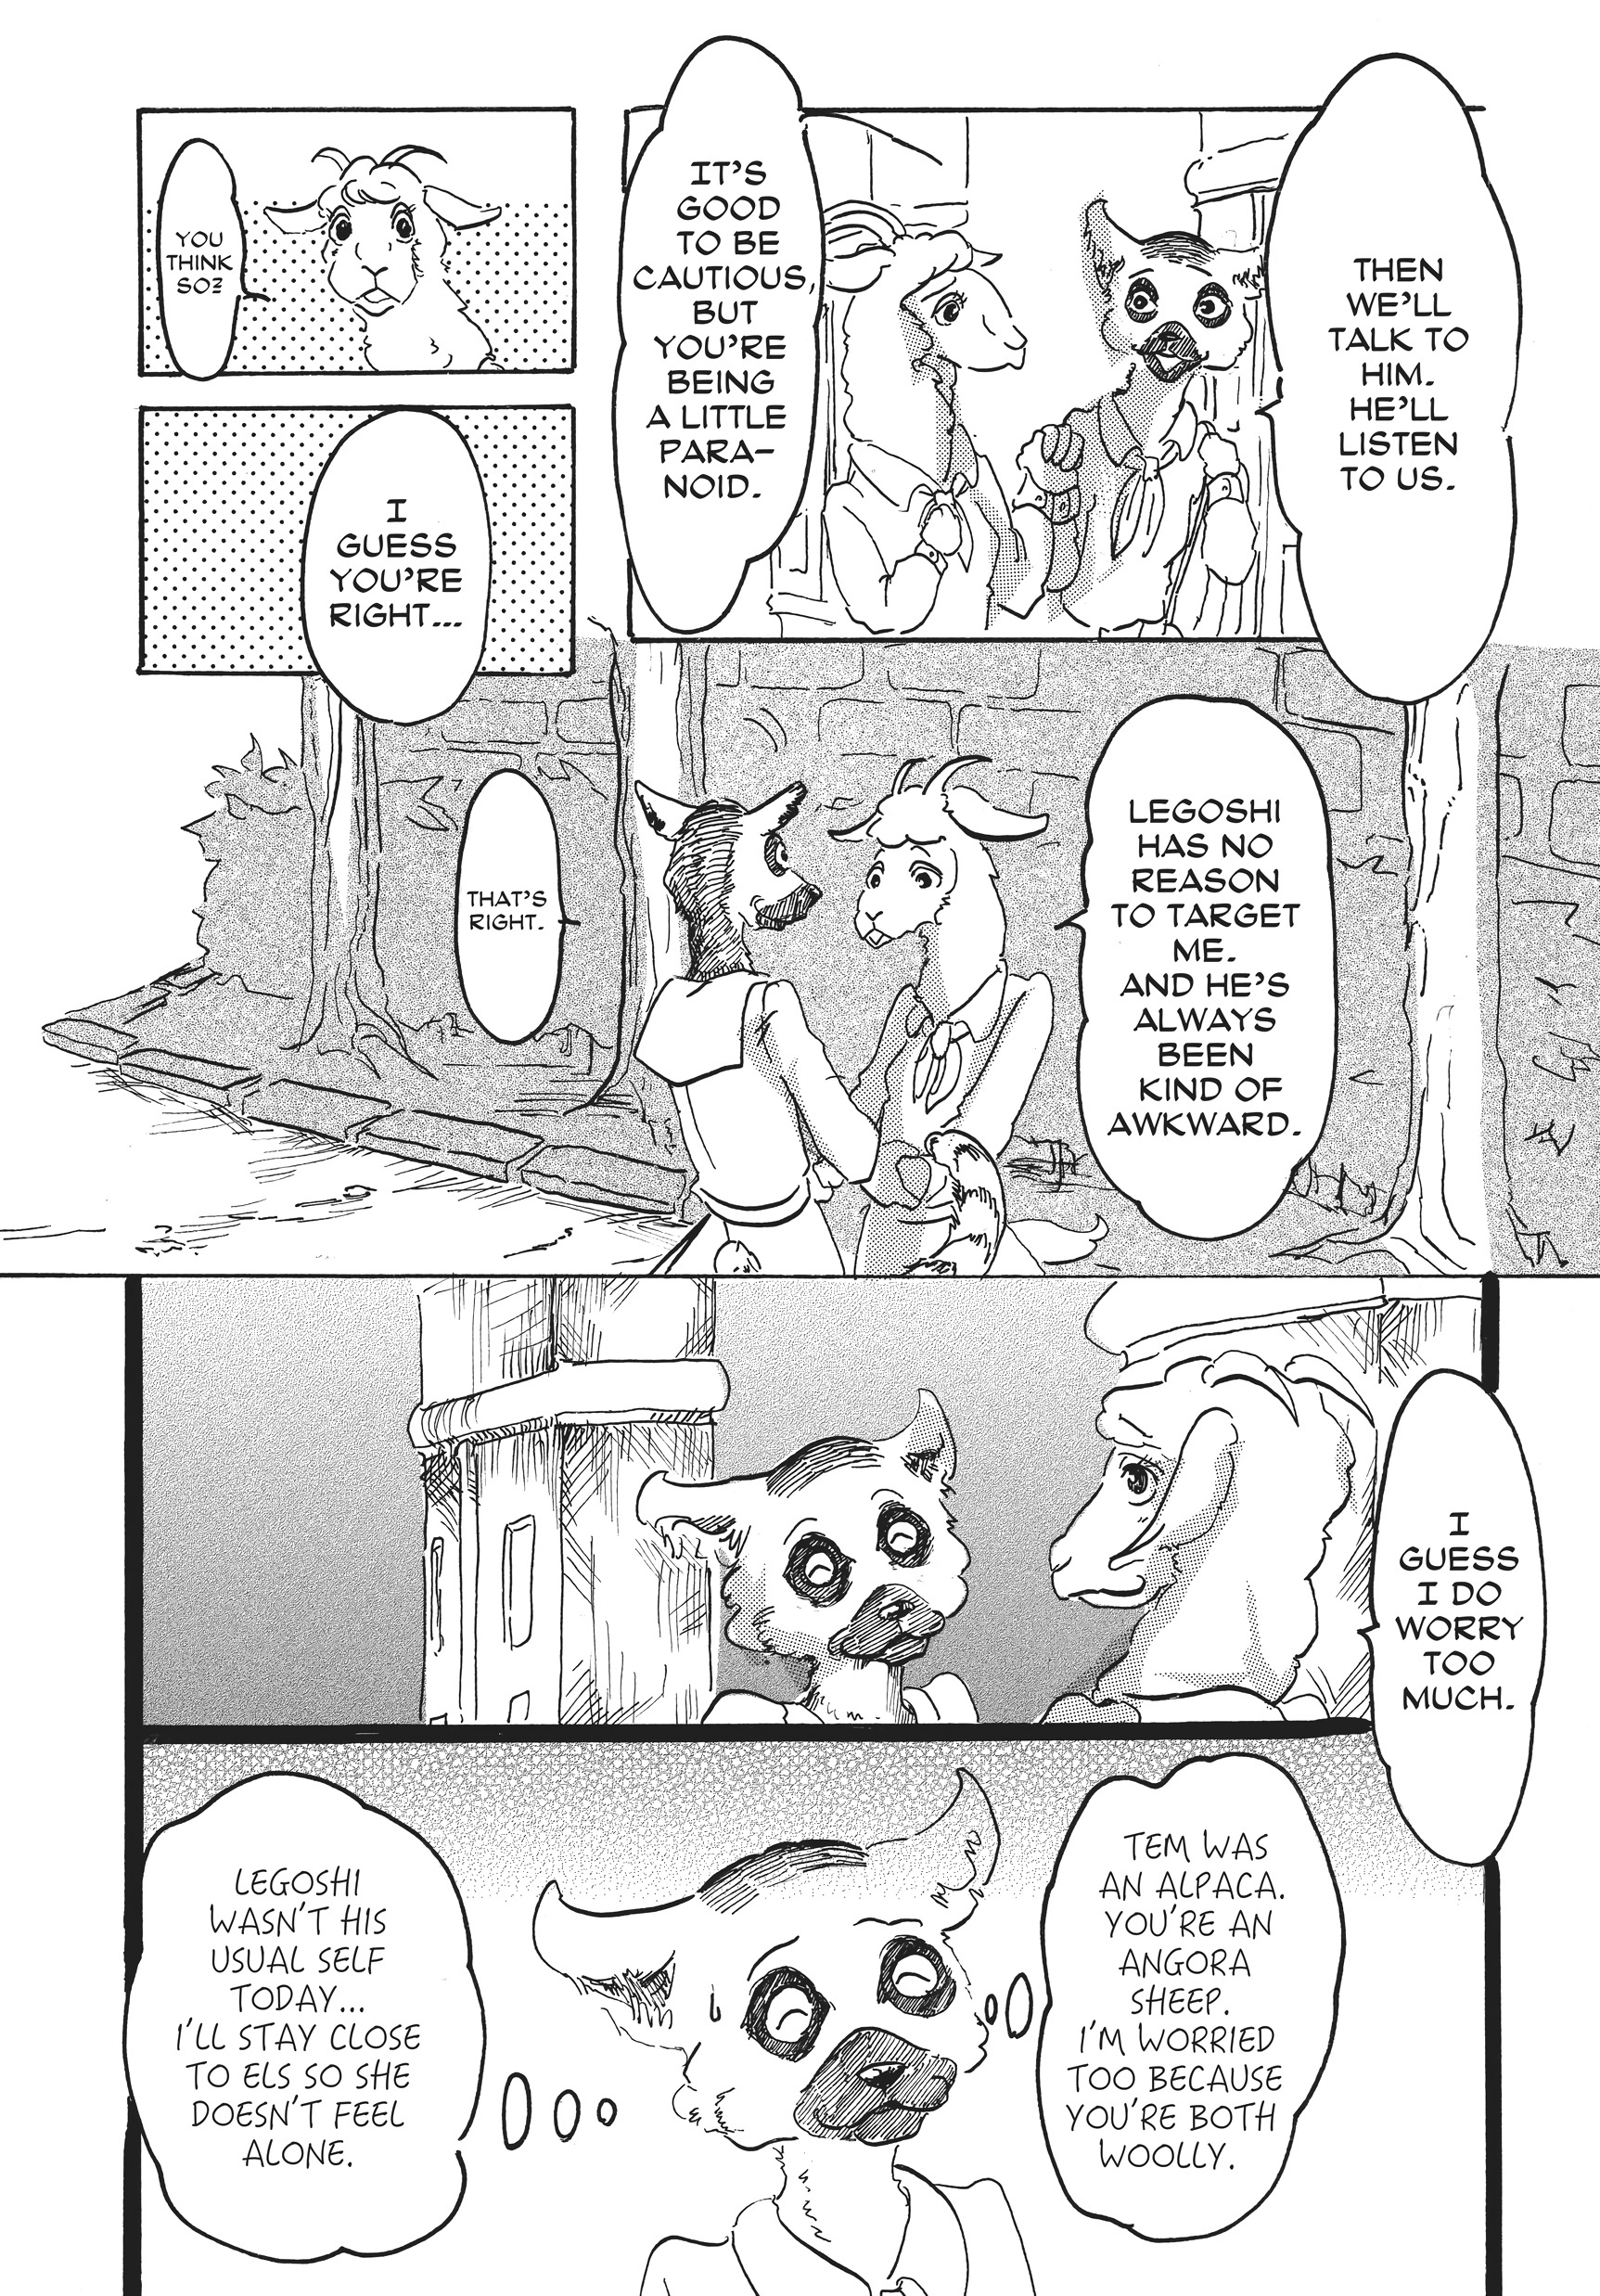 THEN
WE'LL
TALK TO
HIM.
HE'LL
LISTEN
TO US.
IT'S
GOOD
TO BE
CAUTIOUS,
BUT
YOU'RE
BEING
A LITTLE
PARA-
NOID.
YOU
THINK
SO?
I
GUESS
YOU'RE
RIGHT...
LEGOSHI
HAS NO
REASON
TO TARGET
ME.
AND HE'S
ALWAYS
BEEN
KIND OF
AWKWARD.
THAT'S
RIGHT.
I
GUESS
I DO
WORRY
TOO
MUCH.
TEM WAS
AN ALPACA.
YOU'RE AN
ANGORA
SHEEP.
I'M WORRIED
TOO BECAUSE
YOU'RE BOTH
WOOLLY.
LEGOSHI
WASN'T HIS
USUAL SELF
TODAY...
I'LL STAY CLOSE
TO ELS SO SHE
DOESN'T FEEL
ALONE.